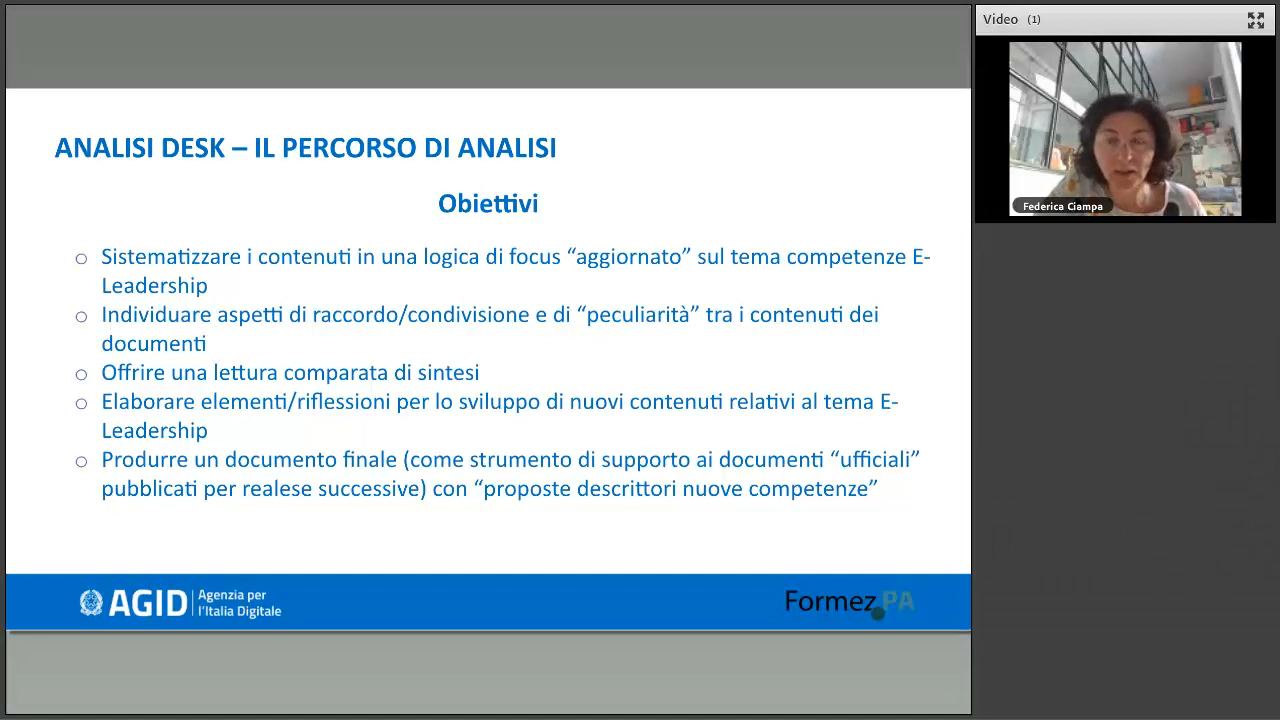 Video (1)
Federica Ciampa
ANALISI DESK – IL PERCORSO DI ANALISI
Obiettivi
○ Sistematizzare i contenuti in una logica di focus “aggiornato” sul tema competenze E-
Leadership
○ Individuare aspetti di raccordo/condivisione e di “peculiarità” tra i contenuti dei
documenti
○ Offrire una lettura comparata di sintesi
○ Elaborare elementi/riflessioni per lo sviluppo di nuovi contenuti relativi al tema E-
Leadership
○ Produrre un documento finale (come strumento di supporto ai documenti “ufficiali”
pubblicati per realese successive) con “proposte descrittori nuove competenze”
AGID Agenzia per
l'Italia Digitale
Formez PA